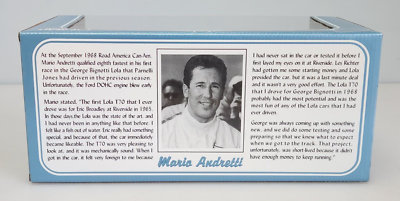 At the September 1968 Road America Can-Am,
Mario Andretti qualified eighth fastest in his first
race in the George Bignotti Lola that Parnelli
Jones had driven in the previous season.
Unfortunately, the Ford DOHC engine blew early
in the race.
Mario stated, "The first Lola T70 that I ever
drove was for Eric Broadley at Riverside in 1965.
In those days,the Lola was the state of the art, and
I had never been in anything like that before. I
felt like a fish out of water. Eric really had something
special, because of that, the car immediately
became likeable. The T70 was very pleasing to
look at, and it was mechanically sound. When I
got in the car, it felt very foreign to me because
Mario Andretti
I had never sat in the car or tested it before I
first layed my eyes on it at Riverside. Les Richter
had gotten me some starting money and Lola
provided the car, but it was a last minute deal
and it wasn't a very good effort. The Lola T70
that I drove for George Bignotti in 1968
probably had the most potential and was the
most fun of any of the Lola cars that I had
ever driven.
George was always coming up with something
new, and we did do some testing and some
preparing so that we knew what to expect
when we got to the track. That project,
unfortunately, was short-lived because it didn't
have enough money to keep running."